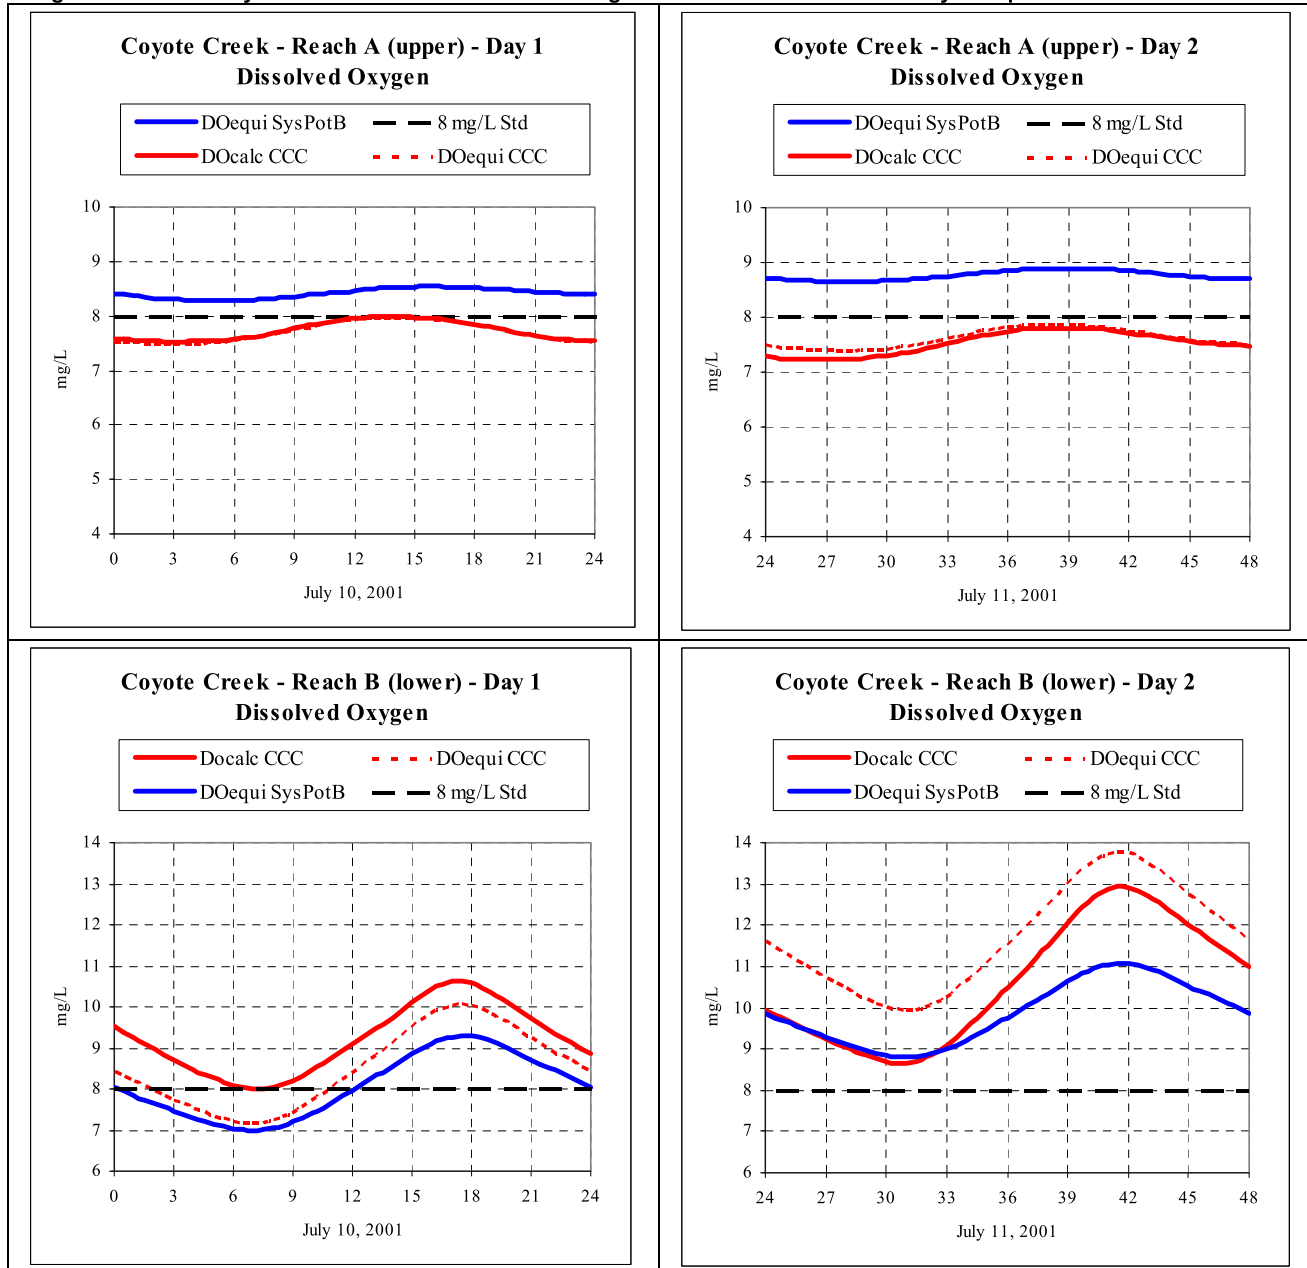 Coyote Creek - Reach A (upper) - Day 1
Dissolved Oxygen
DOequi SysPotB
8 mg/L Std
DOcalc CCC
DOequi CCC
10
9
8
7
6
5
4
mg/L
0 3 6 9 12 15 18 21 24
July 10, 2001
Coyote Creek - Reach A (upper) - Day 2
Dissolved Oxygen
DOequi SysPotB
8 mg/L Std
DOcalc CCC
DOequi CCC
10
9
8
7
6
5
4
mg/L
24 27 30 33 36 39 42 45 48
July 11, 2001
Coyote Creek - Reach B (lower) - Day 1
Dissolved Oxygen
Docalc CCC
DOequi CCC
DOequi SysPotB
8 mg/L Std
14
13
12
11
10
9
8
7
6
mg/L
0 3 6 9 12 15 18 21 24
July 10, 2001
Coyote Creek - Reach B (lower) - Day 2
Dissolved Oxygen
Docalc CCC
DOequi CCC
DOequi SysPotB
8 mg/L Std
14
13
12
11
10
9
8
7
6
mg/L
24 27 30 33 36 39 42 45 48
July 11, 2001